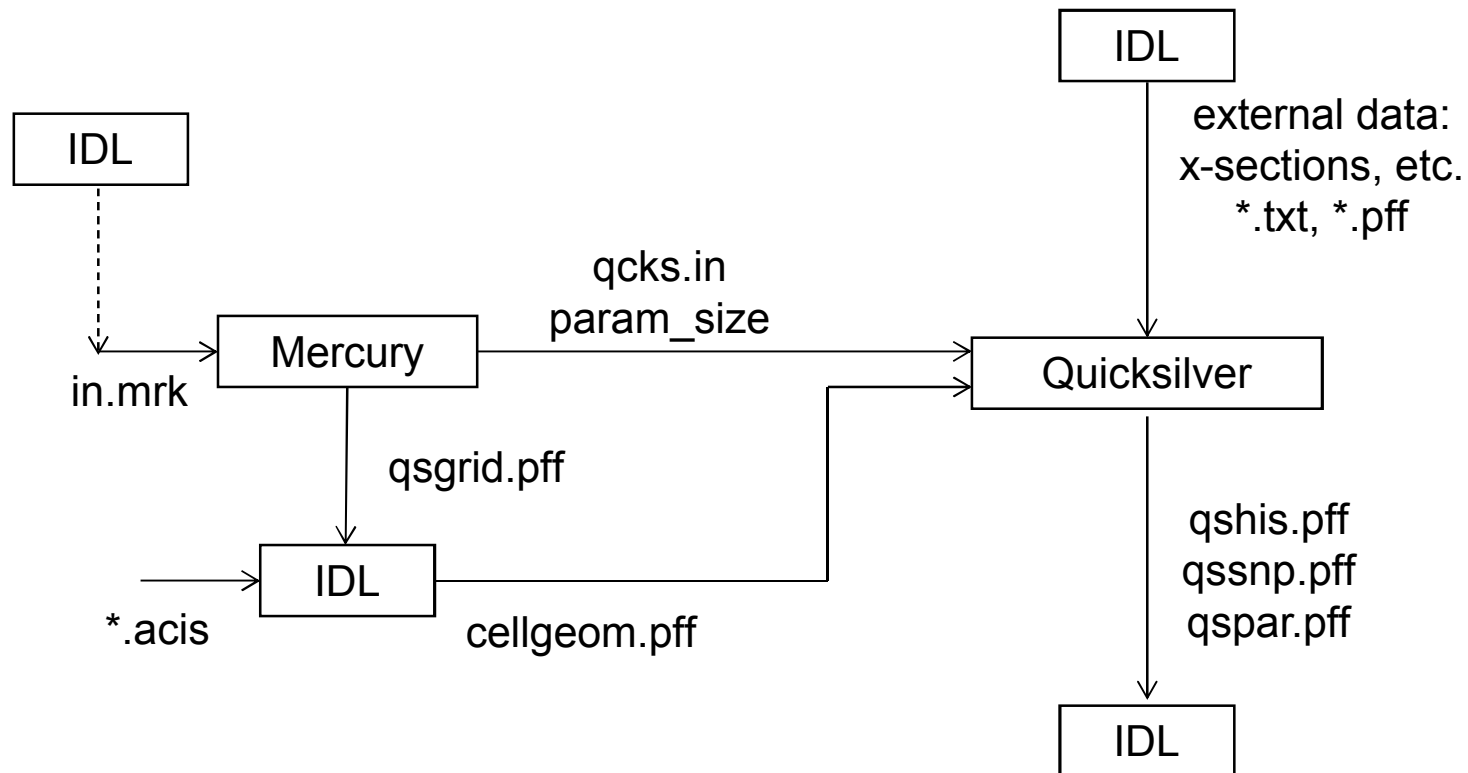 IDL
external data:
x-sections, etc.
*.txt, *.pff
IDL
qcks.in
param_size
Mercury
Quicksilver
in.mrk
qsgrid.pff
qshis.pff
qssnp.pff
qspar.pff
IDL
*.acis
cellgeom.pff
IDL